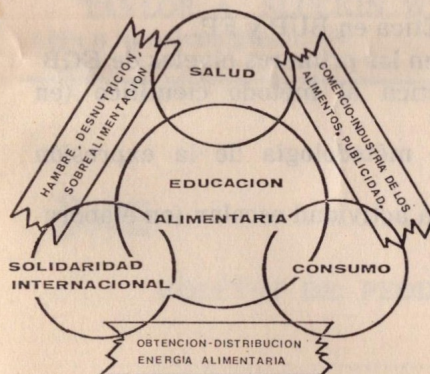 SALUD
HAMBRE, DESNUTRICION,
SOBREALIMENTACION
COMERCIO-INDUSTRIA DE LOS
ALIMENTOS, PUBLICIDAD.
EDUCACION
ALIMENTARIA
SOLIDARIDAD
INTERNACIONAL
CONSUMO
OBTENCION-DISTRIBUCION
ENERGIA ALIMENTARIA